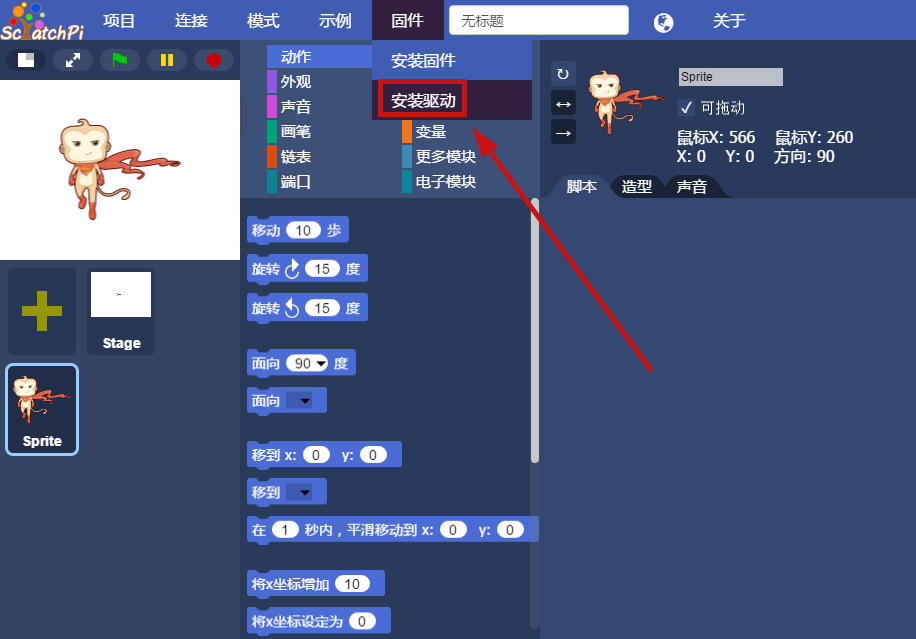 ScratchPi 项目 连接 模式 示例 固件 无标题 关于
动作 安装固件
外观 安装驱动
声音
画笔 变量
链表 更多模块
端口 电子模块
移动 10 步
旋转 15 度
旋转 15 度
面向 90 度
面向
移到 x: 0 y: 0
移到
在 1 秒内，平滑移动到 x: 0 y: 0
将x坐标增加 10
将x坐标设定为 0
Stage
Sprite
Sprite
可拖动
鼠标X: 566 鼠标Y: 260
X: 0 Y: 0 方向: 90
脚本 造型 声音